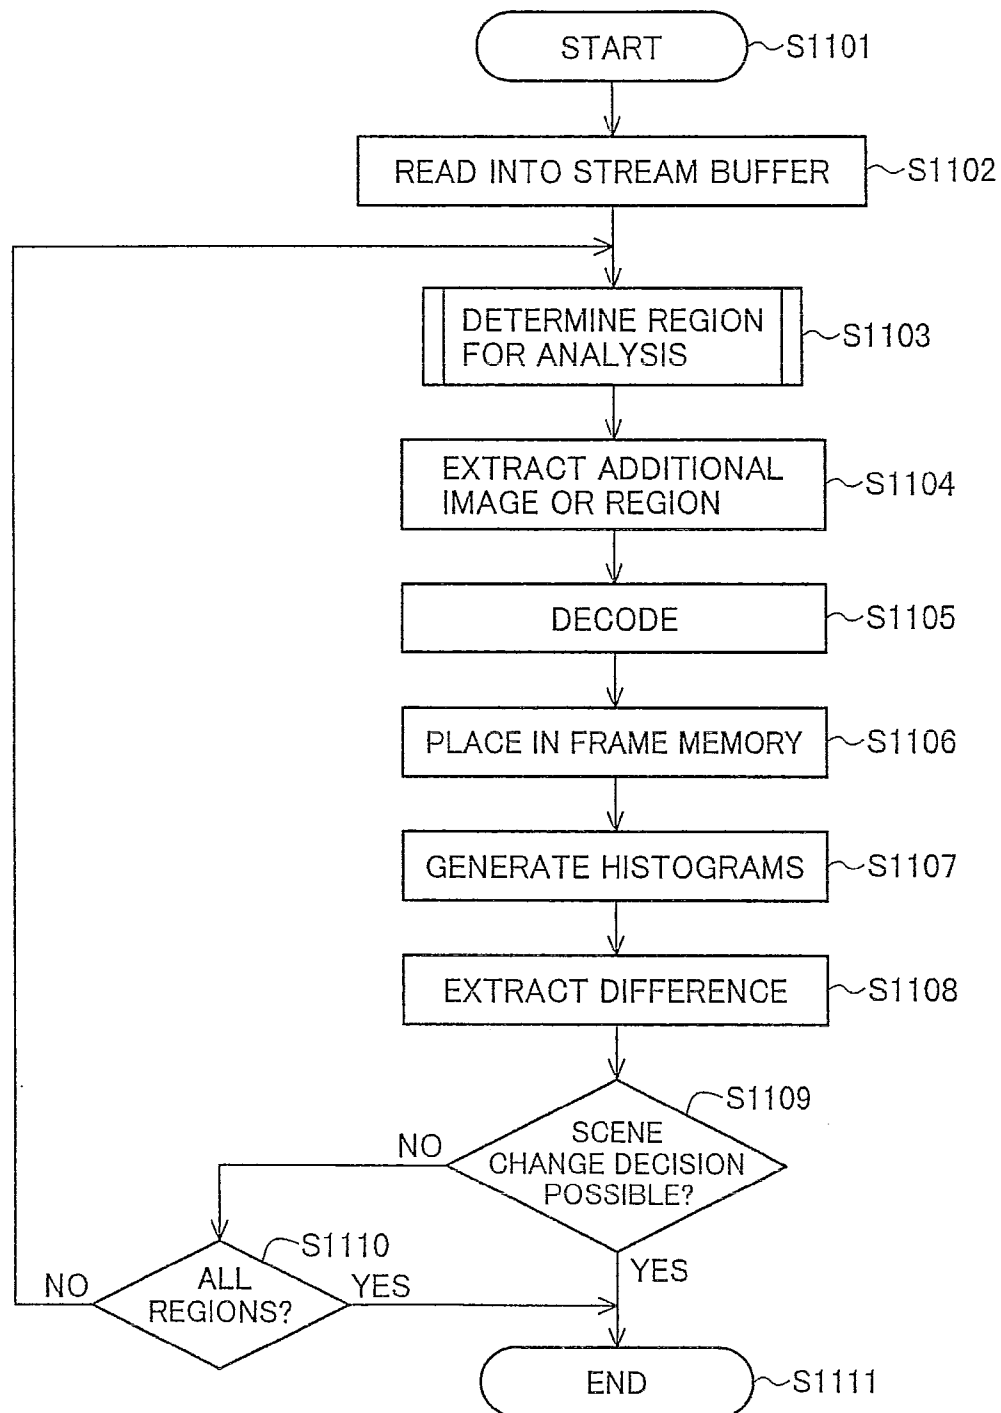 START
S1101
READ INTO STREAM BUFFER
S1102
DETERMINE REGION
FOR ANALYSIS
S1103
EXTRACT ADDITIONAL
IMAGE OR REGION
S1104
DECODE
S1105
PLACE IN FRAME MEMORY
S1106
GENERATE HISTOGRAMS
S1107
EXTRACT DIFFERENCE
S1108
S1109
SCENE
CHANGE DECISION
POSSIBLE?
NO
YES
S1110
ALL
REGIONS?
NO
YES
END
S1111